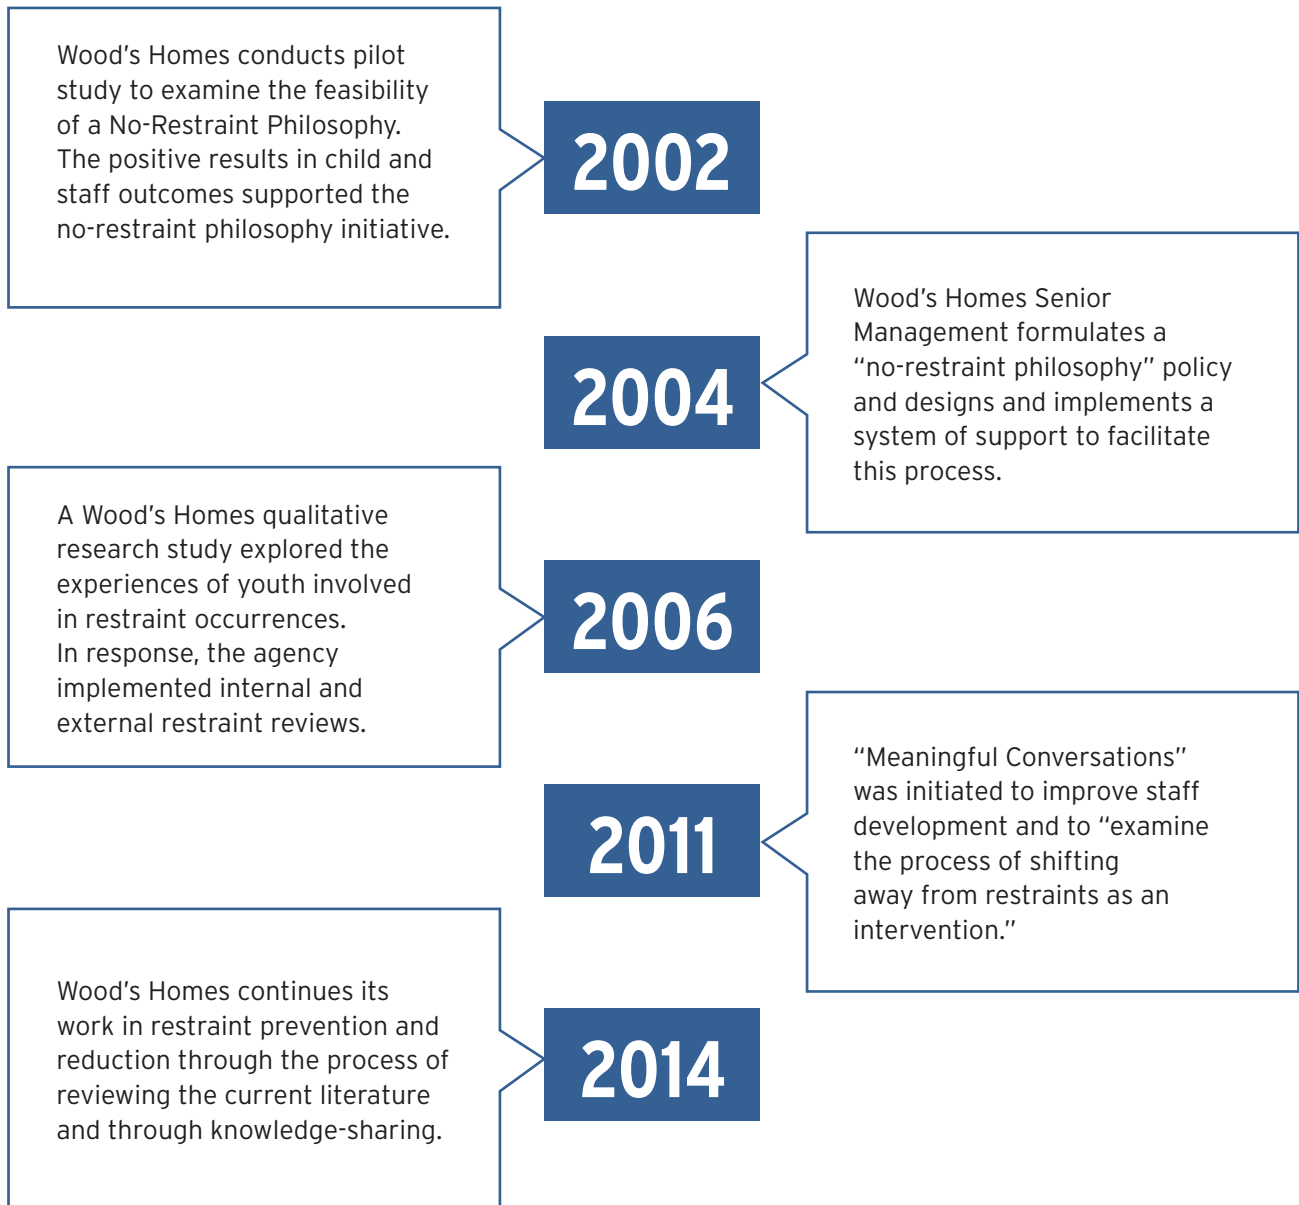 Wood's Homes conducts pilot
study to examine the feasibility
of a No-Restraint Philosophy.
The positive results in child and
staff outcomes supported the
no-restraint philosophy initiative.
2002
2004
Wood's Homes Senior
Management formulates a
“no-restraint philosophy” policy
and designs and implements a
system of support to facilitate
this process.
A Wood's Homes qualitative
research study explored the
experiences of youth involved
in restraint occurrences.
In response, the agency
implemented internal and
external restraint reviews.
2006
2011
“Meaningful Conversations”
was initiated to improve staff
development and to “examine
the process of shifting
away from restraints as an
intervention.”
Wood's Homes continues its
work in restraint prevention and
reduction through the process of
reviewing the current literature
and through knowledge-sharing.
2014